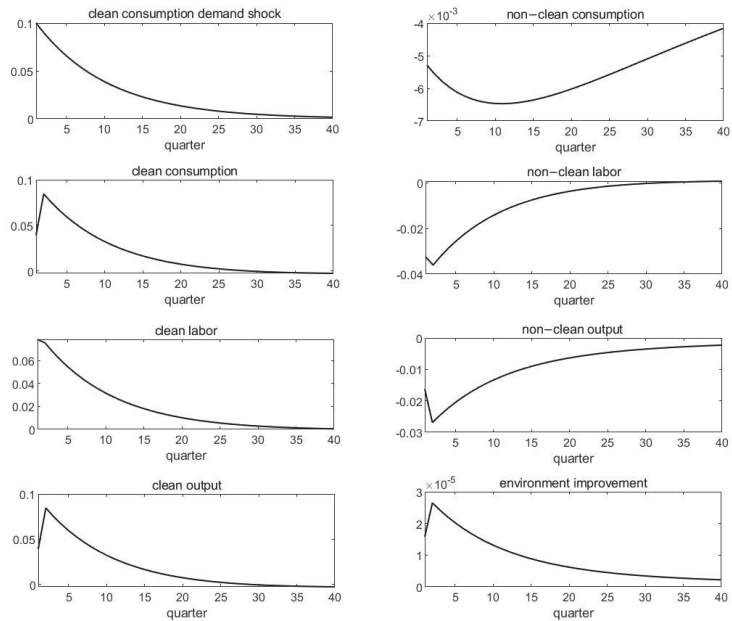 clean consumption demand shock
0.1
0.05
0
5 10 15 20 25 30 35 40
quarter
non−clean consumption
×10⁻³
-4
-5
-6
-7
5 10 15 20 25 30 35 40
quarter
clean consumption
0.1
0.05
0
5 10 15 20 25 30 35 40
quarter
non−clean labor
0
-0.02
-0.04
5 10 15 20 25 30 35 40
quarter
clean labor
0.06
0.04
0.02
0
5 10 15 20 25 30 35 40
quarter
non−clean output
0
-0.01
-0.02
-0.03
5 10 15 20 25 30 35 40
quarter
clean output
0.1
0.05
0
5 10 15 20 25 30 35 40
quarter
environment improvement
×10⁻⁵
3
2
1
0
5 10 15 20 25 30 35 40
quarter